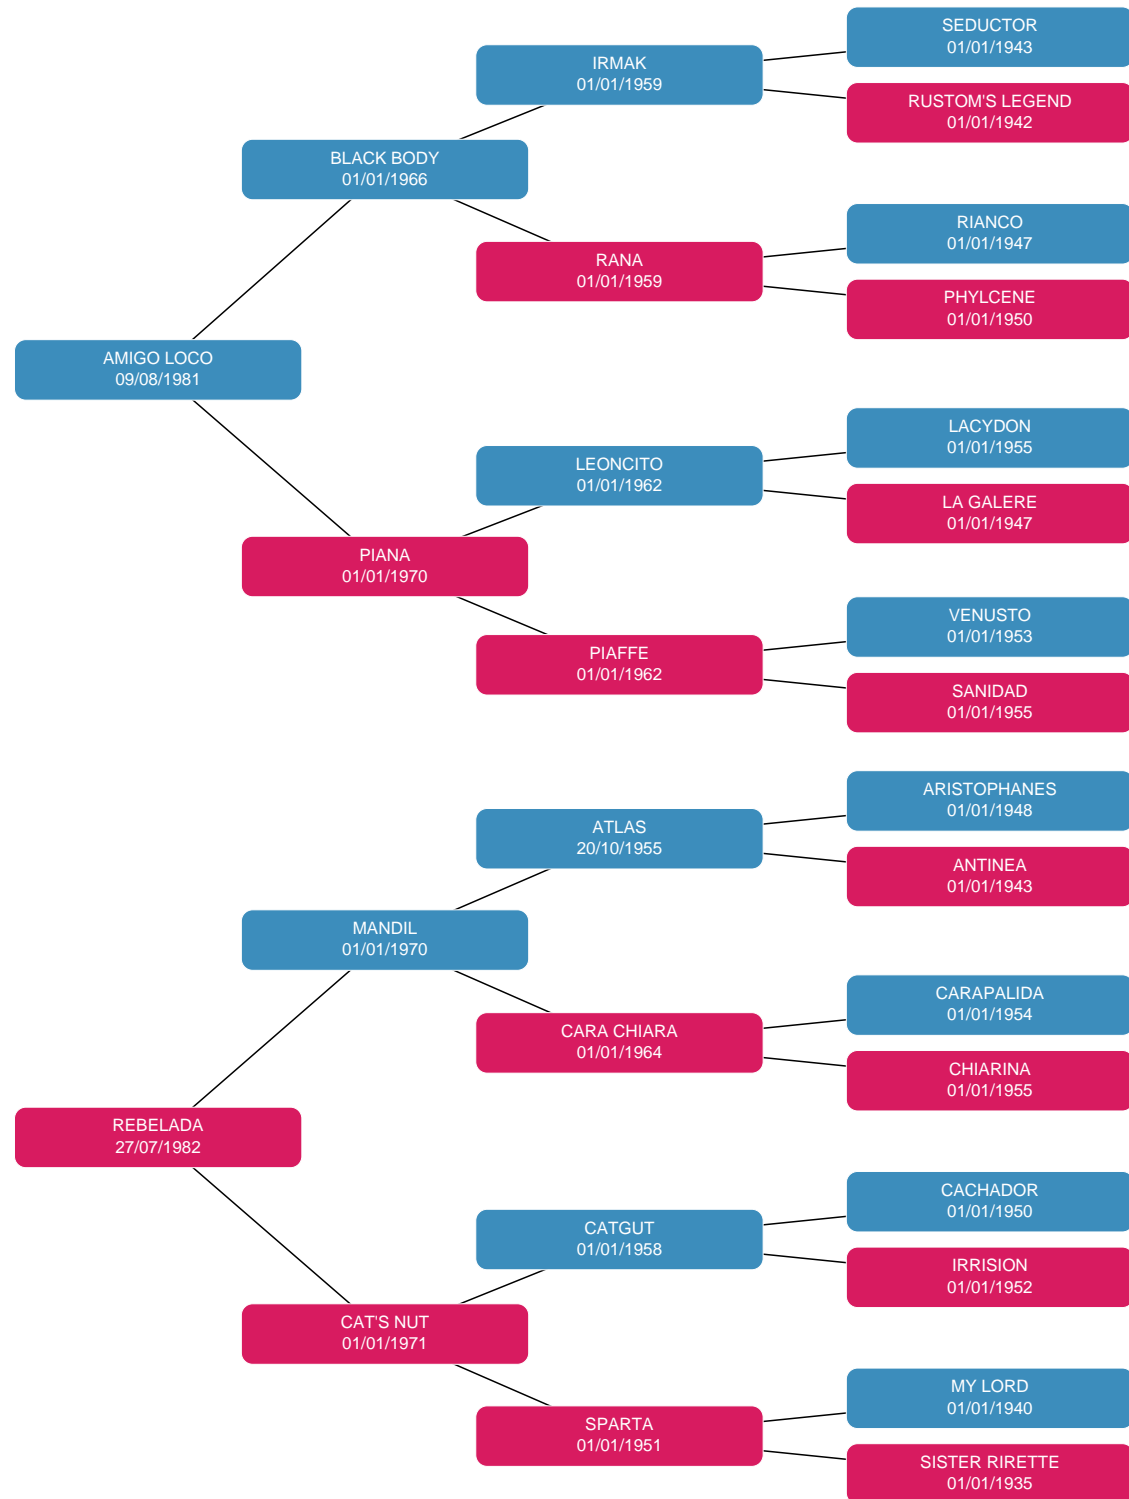 SEDUCTOR
01/01/1943
IRMAK
01/01/1959
RUSTOM'S LEGEND
01/01/1942
BLACK BODY
01/01/1966
RIANCO
01/01/1947
RANA
01/01/1959
PHYLCENE
01/01/1950
AMIGO LOCO
09/08/1981
LACYDON
01/01/1955
LEONCITO
01/01/1962
LA GALERE
01/01/1947
PIANA
01/01/1970
VENUSTO
01/01/1953
PIAFFE
01/01/1962
SANIDAD
01/01/1955
ARISTOPHANES
01/01/1948
ATLAS
20/10/1955
ANTINEA
01/01/1943
MANDIL
01/01/1970
CARAPALIDA
01/01/1954
CARA CHIARA
01/01/1964
CHIARINA
01/01/1955
REBELADA
27/07/1982
CACHADOR
01/01/1950
CATGUT
01/01/1958
IRRISION
01/01/1952
CAT'S NUT
01/01/1971
MY LORD
01/01/1940
SPARTA
01/01/1951
SISTER RIRETTE
01/01/1935